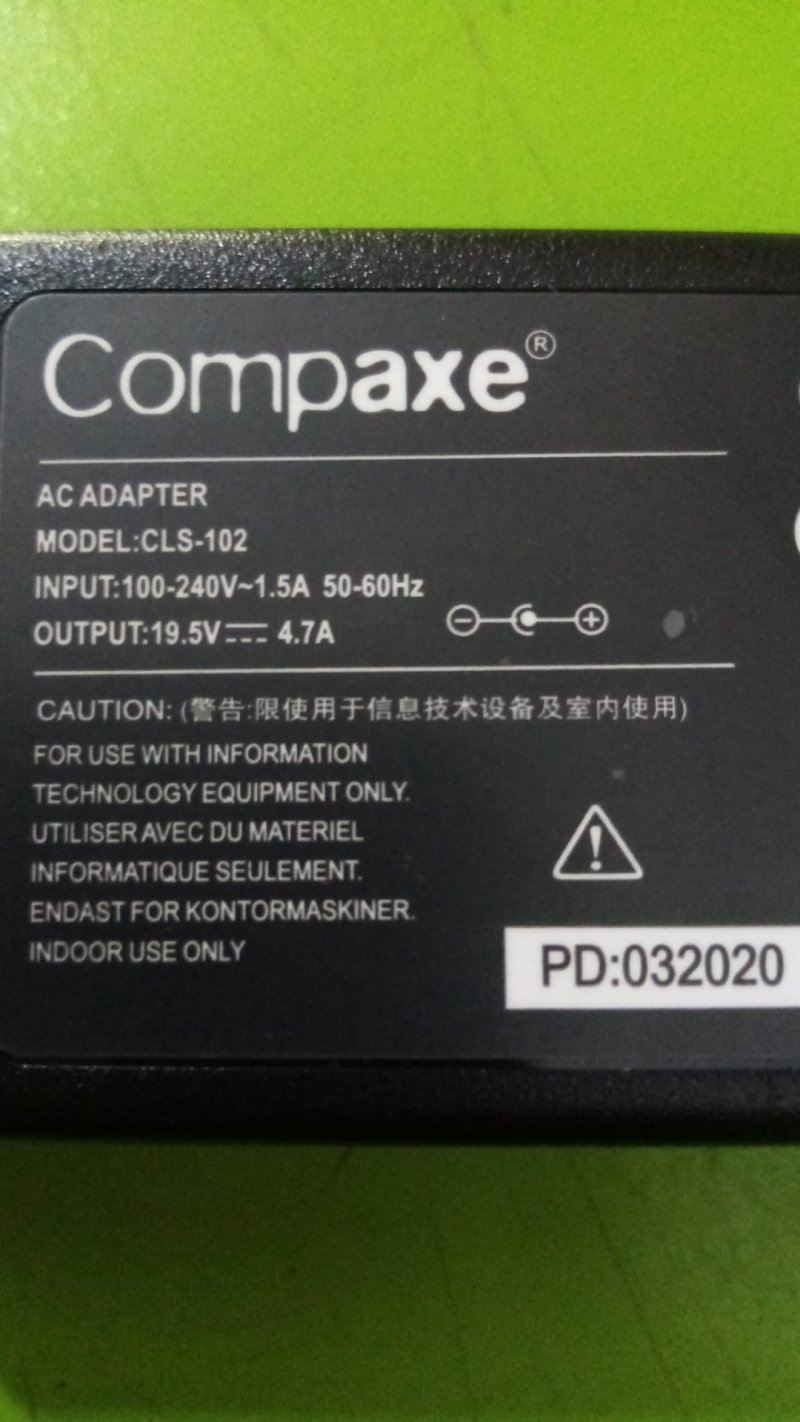 Compaxe®
AC ADAPTER
MODEL:CLS-102
INPUT:100-240V~1.5A 50-60Hz
OUTPUT:19.5V⎓ 4.7A
CAUTION: (警告:限使用于信息技术设备及室内使用)
FOR USE WITH INFORMATION
TECHNOLOGY EQUIPMENT ONLY.
UTILISER AVEC DU MATERIEL
INFORMATIQUE SEULEMENT.
ENDAST FOR KONTORMASKINER.
INDOOR USE ONLY
PD:032020